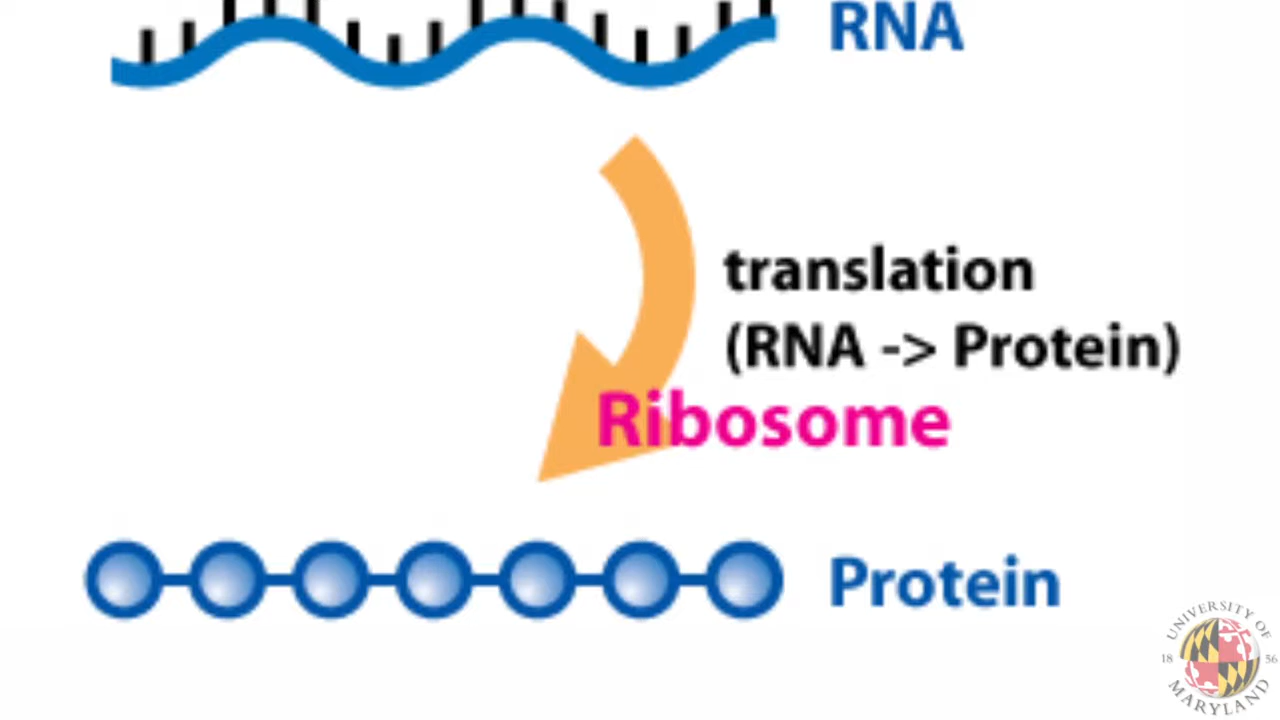 RNA
translation
(RNA -> Protein)
Ribosome
Protein
UNIVERSITY OF
18 56
MARYLAND